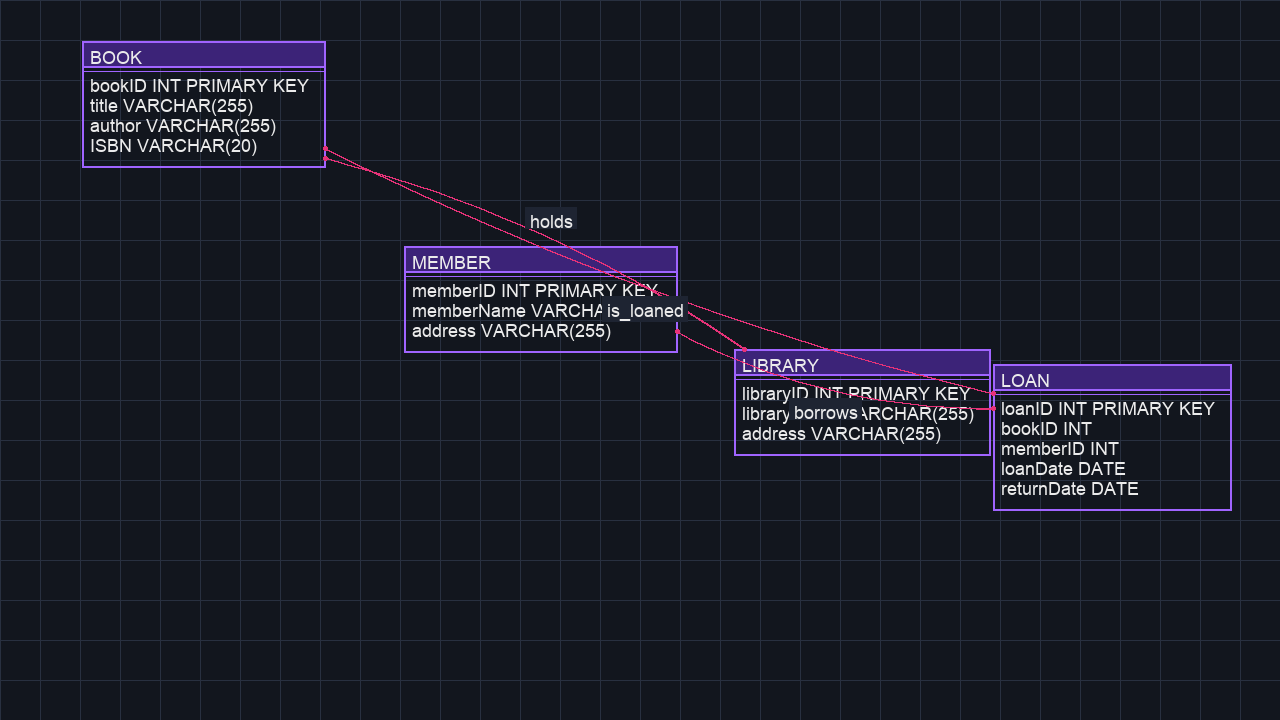 BOOK
bookID INT PRIMARY KEY
title VARCHAR(255)
author VARCHAR(255)
ISBN VARCHAR(20)
holds
MEMBER
memberID INT PRIMARY KEY
memberName VARCHA
is_loaned
address VARCHAR(255)
LIBRARY
libraryID INT PRIMARY KEY
library ARCHAR(255)
borrows
address VARCHAR(255)
LOAN
loanID INT PRIMARY KEY
bookID INT
memberID INT
loanDate DATE
returnDate DATE